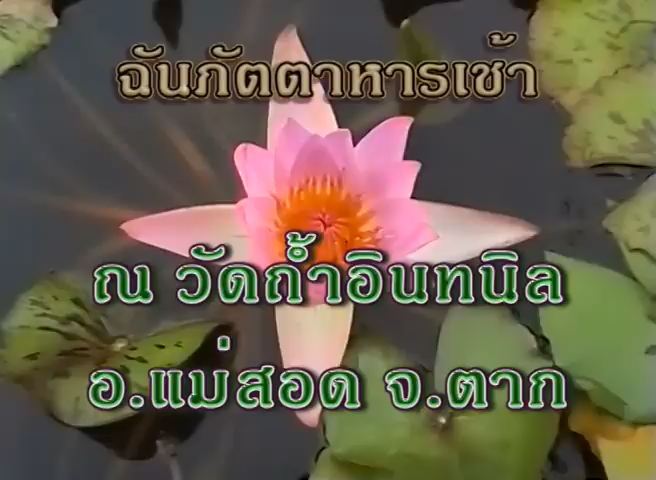 ฉันภัตตาหารเช้า
ณ วัดถ้ำอินทนิล
อ.แม่สอด จ.ตาก